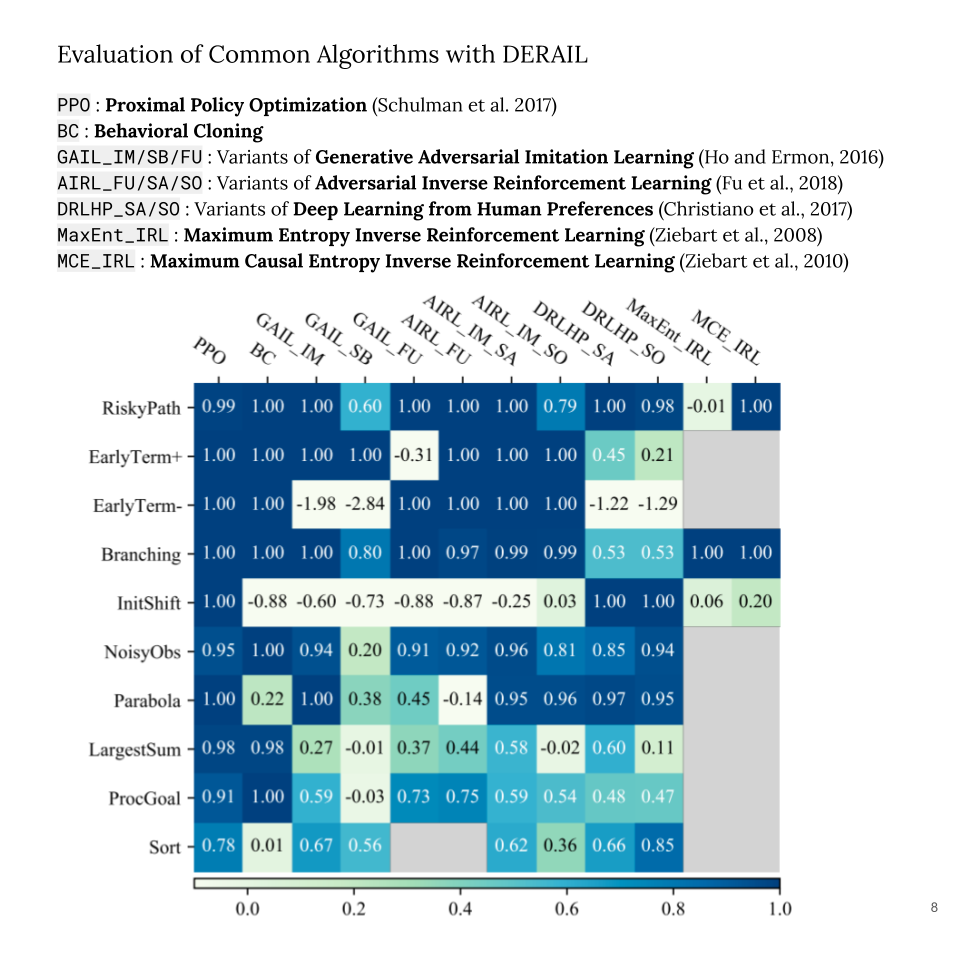 Evaluation of Common Algorithms with DERAIL
PPO : Proximal Policy Optimization (Schulman et al. 2017)
BC : Behavioral Cloning
GAIL_IM/SB/FU : Variants of Generative Adversarial Imitation Learning (Ho and Ermon, 2016)
AIRL_FU/SA/SO : Variants of Adversarial Inverse Reinforcement Learning (Fu et al., 2018)
DRLHP_SA/SO : Variants of Deep Learning from Human Preferences (Christiano et al., 2017)
MaxEnt_IRL : Maximum Entropy Inverse Reinforcement Learning (Ziebart et al., 2008)
MCE_IRL : Maximum Causal Entropy Inverse Reinforcement Learning (Ziebart et al., 2010)
PPO BC GAIL_IM GAIL_SB GAIL_FU AIRL_FU AIRL_IM_SA AIRL_IM_SO DRLHP_SA DRLHP_SO MaxEnt_IRL MCE_IRL
RiskyPath 0.99 1.00 1.00 0.60 1.00 1.00 1.00 0.79 1.00 0.98 -0.01 1.00
EarlyTerm+ 1.00 1.00 1.00 1.00 -0.31 1.00 1.00 1.00 0.45 0.21
EarlyTerm- 1.00 1.00 -1.98 -2.84 1.00 1.00 1.00 1.00 -1.22 -1.29
Branching 1.00 1.00 1.00 0.80 1.00 0.97 0.99 0.99 0.53 0.53 1.00 1.00
InitShift 1.00 -0.88 -0.60 -0.73 -0.88 -0.87 -0.25 0.03 1.00 1.00 0.06 0.20
NoisyObs 0.95 1.00 0.94 0.20 0.91 0.92 0.96 0.81 0.85 0.94
Parabola 1.00 0.22 1.00 0.38 0.45 -0.14 0.95 0.96 0.97 0.95
LargestSum 0.98 0.98 0.27 -0.01 0.37 0.44 0.58 -0.02 0.60 0.11
ProcGoal 0.91 1.00 0.59 -0.03 0.73 0.75 0.59 0.54 0.48 0.47
Sort 0.78 0.01 0.67 0.56 0.62 0.36 0.66 0.85
0.0 0.2 0.4 0.6 0.8 1.0
8